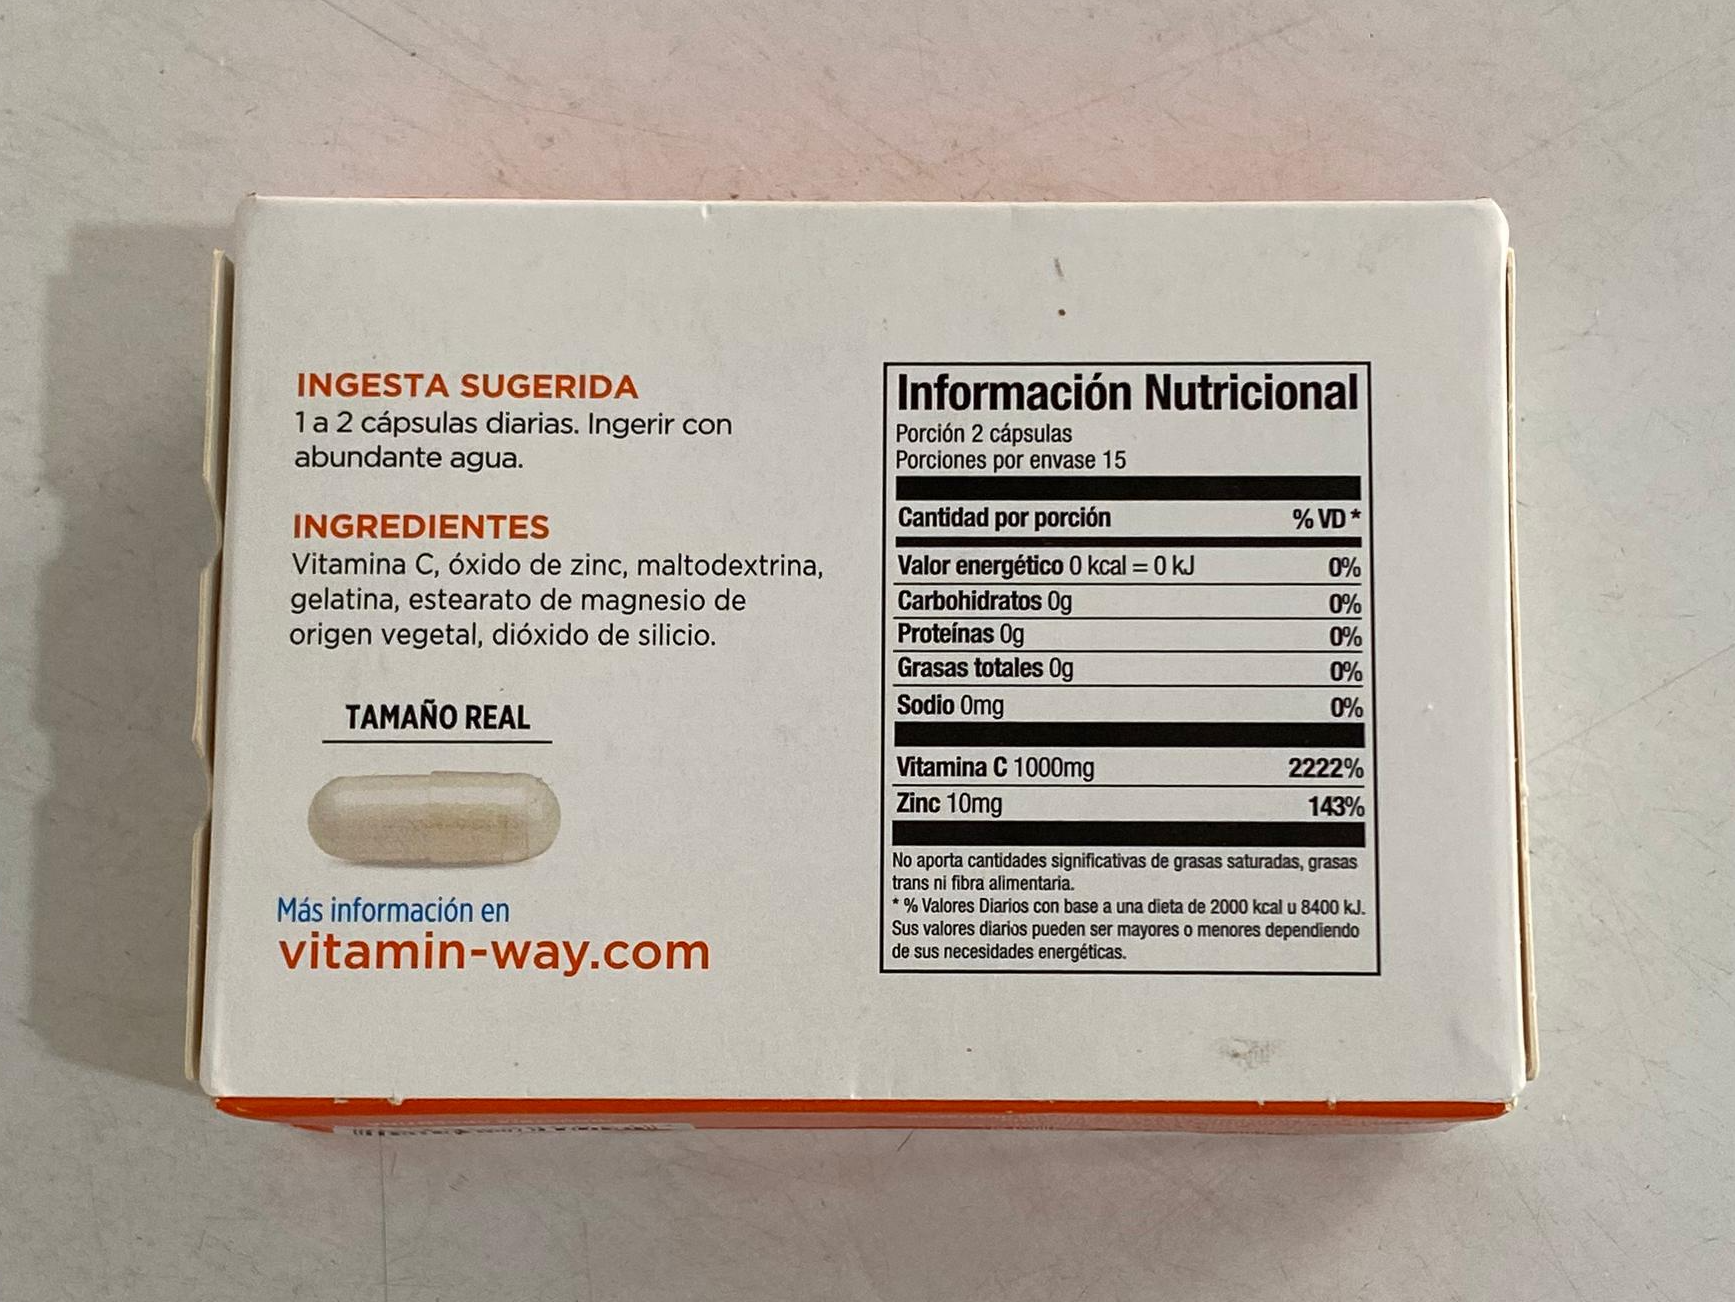 INGESTA SUGERIDA
1 a 2 cápsulas diarias. Ingerir con
abundante agua.
INGREDIENTES
Vitamina C, óxido de zinc, maltodextrina,
gelatina, estearato de magnesio de
origen vegetal, dióxido de silicio.
TAMAÑO REAL
Más información en
vitamin-way.com
Información Nutricional
Porción 2 cápsulas
Porciones por envase 15
Cantidad por porción % VD *
Valor energético 0 kcal = 0 kJ 0%
Carbohidratos 0g 0%
Proteínas 0g 0%
Grasas totales 0g 0%
Sodio 0mg 0%
Vitamina C 1000mg 2222%
Zinc 10mg 143%
No aporta cantidades significativas de grasas saturadas, grasas
trans ni fibra alimentaria.
* % Valores Diarios con base a una dieta de 2000 kcal u 8400 kJ.
Sus valores diarios pueden ser mayores o menores dependiendo
de sus necesidades energéticas.